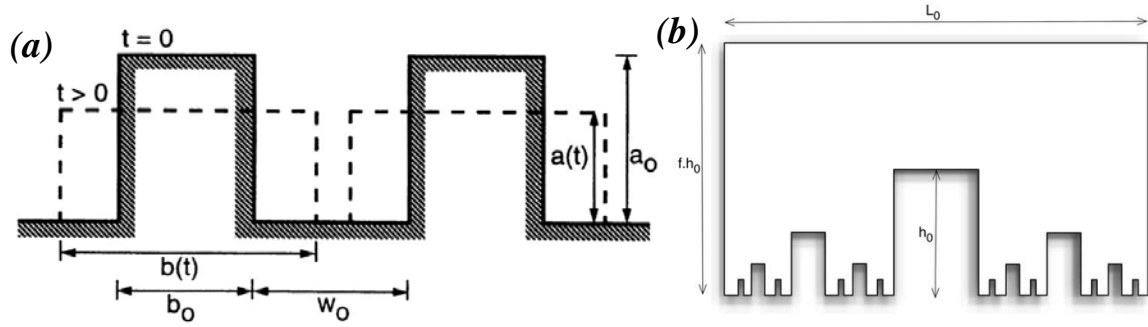 (a)
t = 0
t > 0
a(t)
a₀
b(t)
b₀
w₀
(b)
L₀
f.h₀
h₀